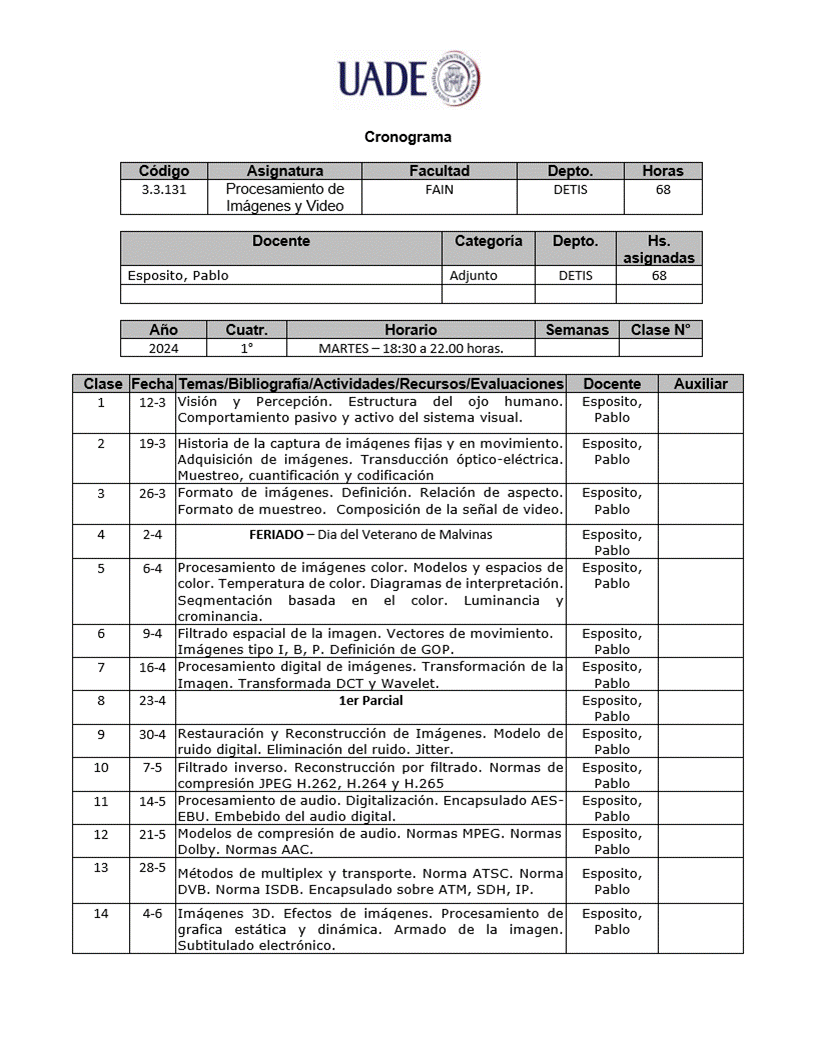 UADE
UNIVERSIDAD ARGENTINA DE LA EMPRESA
Cronograma
Código Asignatura Facultad Depto. Horas
3.3.131 Procesamiento de FAIN DETIS 68
Imágenes y Video
Docente Categoría Depto. Hs.
asignadas
Esposito, Pablo Adjunto DETIS 68
Año Cuatr. Horario Semanas Clase N°
2024 1° MARTES – 18:30 a 22.00 horas.
Clase Fecha Temas/Bibliografía/Actividades/Recursos/Evaluaciones Docente Auxiliar
1 12-3 Visión y Percepción. Estructura del ojo humano. Esposito,
Comportamiento pasivo y activo del sistema visual. Pablo
2 19-3 Historia de la captura de imágenes fijas y en movimiento. Esposito,
Adquisición de imágenes. Transducción óptico-eléctrica. Pablo
Muestreo, cuantificación y codificación
3 26-3 Formato de imágenes. Definición. Relación de aspecto. Esposito,
Formato de muestreo. Composición de la señal de video. Pablo
4 2-4 FERIADO – Dia del Veterano de Malvinas Esposito,
Pablo
5 6-4 Procesamiento de imágenes color. Modelos y espacios de Esposito,
color. Temperatura de color. Diagramas de interpretación. Pablo
Segmentación basada en el color. Luminancia y
crominancia.
6 9-4 Filtrado espacial de la imagen. Vectores de movimiento. Esposito,
Imágenes tipo I, B, P. Definición de GOP. Pablo
7 16-4 Procesamiento digital de imágenes. Transformación de la Esposito,
Imagen. Transformada DCT y Wavelet. Pablo
8 23-4 1er Parcial Esposito,
Pablo
9 30-4 Restauración y Reconstrucción de Imágenes. Modelo de Esposito,
ruido digital. Eliminación del ruido. Jitter. Pablo
10 7-5 Filtrado inverso. Reconstrucción por filtrado. Normas de Esposito,
compresión JPEG H.262, H.264 y H.265 Pablo
11 14-5 Procesamiento de audio. Digitalización. Encapsulado AES- Esposito,
EBU. Embebido del audio digital. Pablo
12 21-5 Modelos de compresión de audio. Normas MPEG. Normas Esposito,
Dolby. Normas AAC. Pablo
13 28-5 Métodos de multiplex y transporte. Norma ATSC. Norma Esposito,
DVB. Norma ISDB. Encapsulado sobre ATM, SDH, IP. Pablo
14 4-6 Imágenes 3D. Efectos de imágenes. Procesamiento de Esposito,
grafica estática y dinámica. Armado de la imagen. Pablo
Subtitulado electrónico.